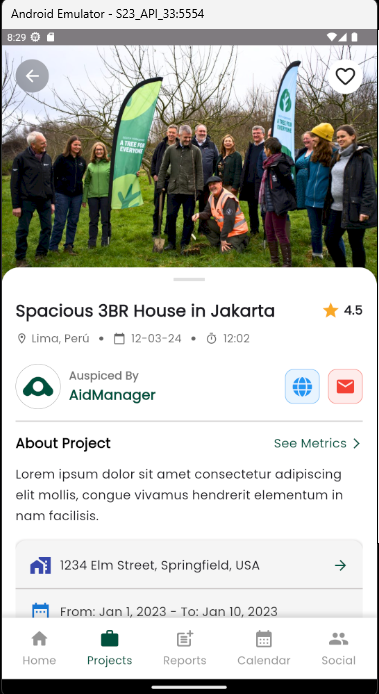 Android Emulator - S23_API_33:5554
8:29
A TREE FOR
EVERYONE
A TREE FOR
EVERYONE
Spacious 3BR House in Jakarta
4.5
Lima, Perú • 12-03-24 • 12:02
Auspiced By
AidManager
About Project
See Metrics
Lorem ipsum dolor sit amet consectetur adipiscing
elit mollis, congue vivamus hendrerit elementum in
nam facilisis.
1234 Elm Street, Springfield, USA
From: Jan 1, 2023 - To: Jan 10, 2023
Home
Projects
Reports
Calendar
Social